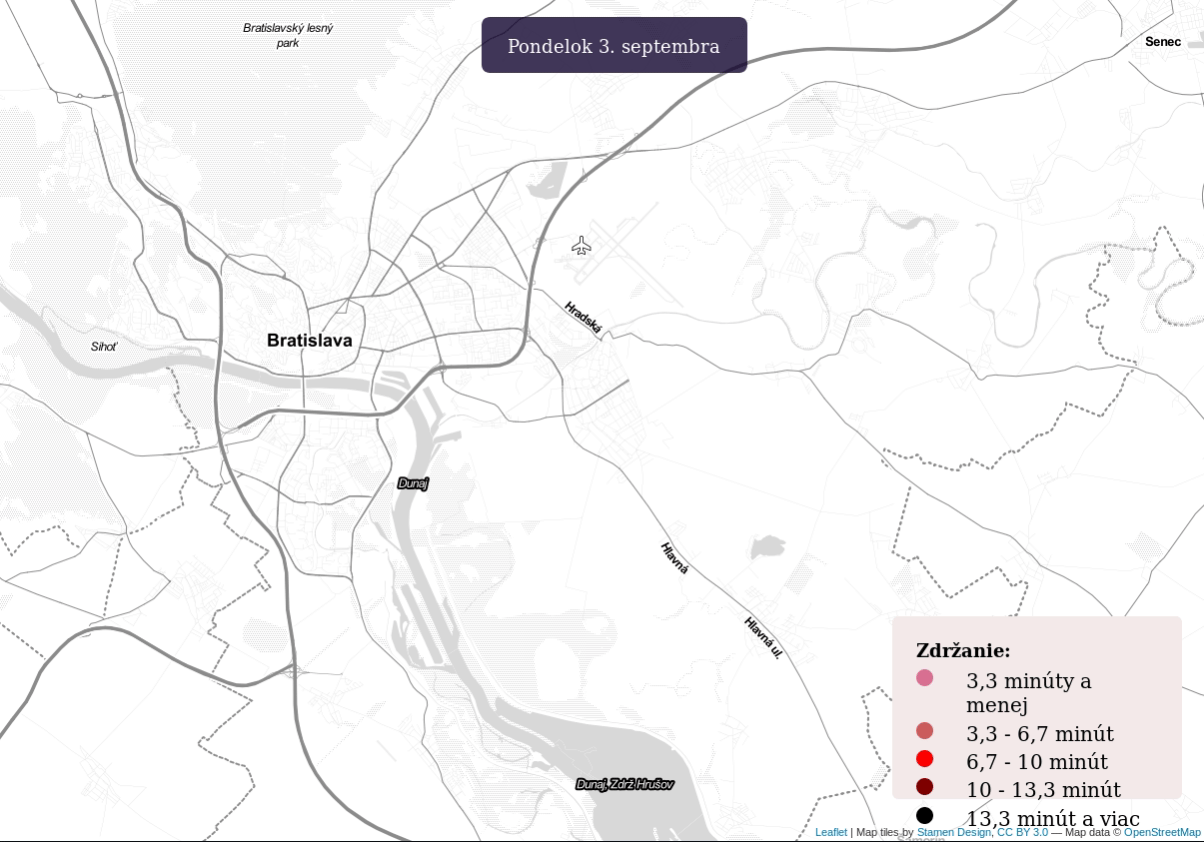 Bratislavský lesný
park
Pondelok 3. septembra
Senec
Hradská
Bratislava
Sihoť
Dunaj
Hlavná
Hlavná ul.
Zdržanie:
3,3 minúty a
menej
3,3 - 6,7 minút
6,7 - 10 minút
10 - 13,3 minút
13,3 minút a viac
Dunaj, Zdrž Hrušov
Leaflet | Map tiles by Stamen Design, CC BY 3.0 — Map data © OpenStreetMap